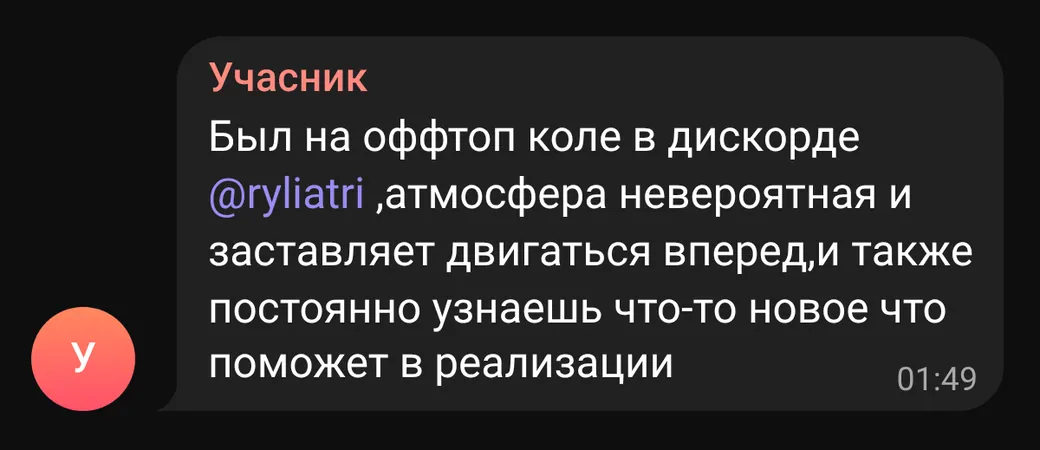 Учасник
Был на оффтоп коле в дискорде
@ryliatri ,атмосфера невероятная и
заставляет двигаться вперед,и также
постоянно узнаешь что-то новое что
поможет в реализации
01:49
У